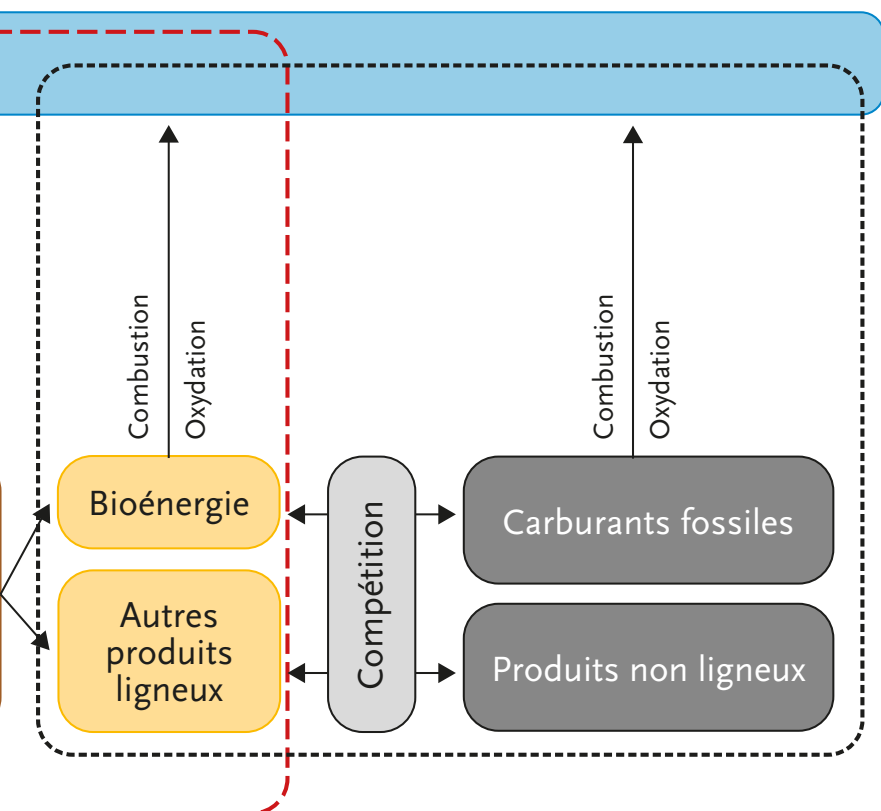 Combustion
Oxydation
Combustion
Oxydation
Bioénergie
Autres
produits
ligneux
Compétition
Carburants fossiles
Produits non ligneux